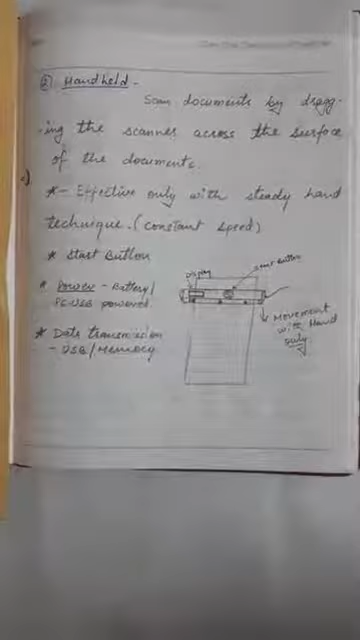 ② Handheld -
Scan documents by dragg-
-ing the scanner across the surface
of the documents.
*- Effective only with steady hand
technique. (constant speed)
* Start Button
* Power - Battery/
PC-USB powered.
* Data transmission
- USB/Memory
Display
Start Button
Movement
with Hand
only